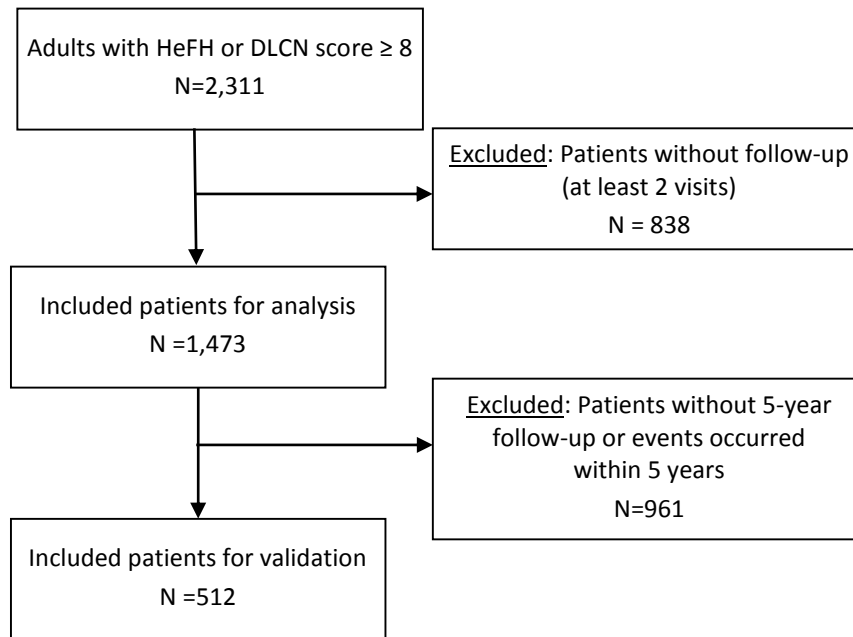 Adults with HeFH or DLCN score ≥ 8
N=2,311
Excluded: Patients without follow-up
(at least 2 visits)
N = 838
Included patients for analysis
N =1,473
Excluded: Patients without 5-year
follow-up or events occurred
within 5 years
N=961
Included patients for validation
N =512